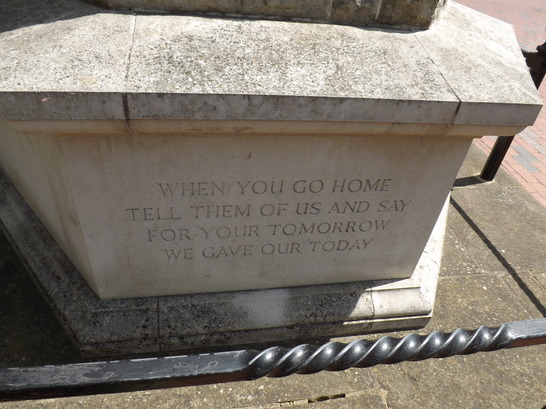 WHEN YOU GO HOME
TELL THEM OF US AND SAY
FOR YOUR TOMORROW
WE GAVE OUR TODAY